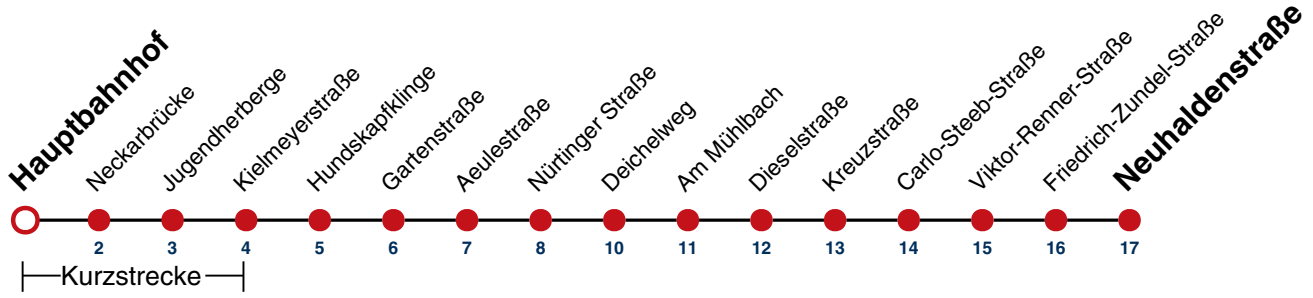 Hauptbahnhof
Neckarbrücke
Jugendherberge
Kielmeyerstraße
Hundskapfklinge
Gartenstraße
Aeulestraße
Nürtinger Straße
Deichelweg
Am Mühlbach
Dieselstraße
Kreuzstraße
Carlo-Steeb-Straße
Viktor-Renner-Straße
Friedrich-Zundel-Straße
Neuhaldenstraße
2 3 4 5 6 7 8 10 11 12 13 14 15 16 17
Kurzstrecke